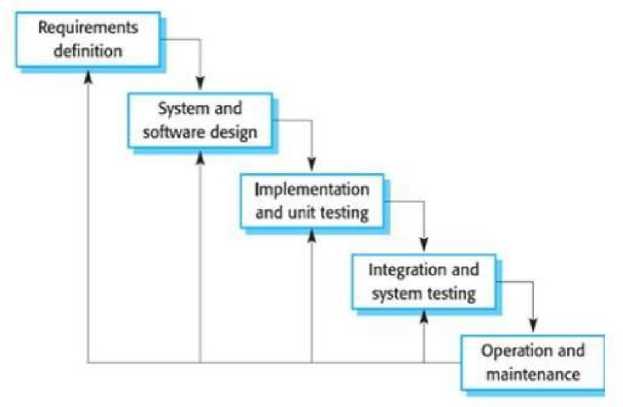 Requirements
definition
System and
software design
Implementation
and unit testing
Integration and
system testing
Operation and
maintenance